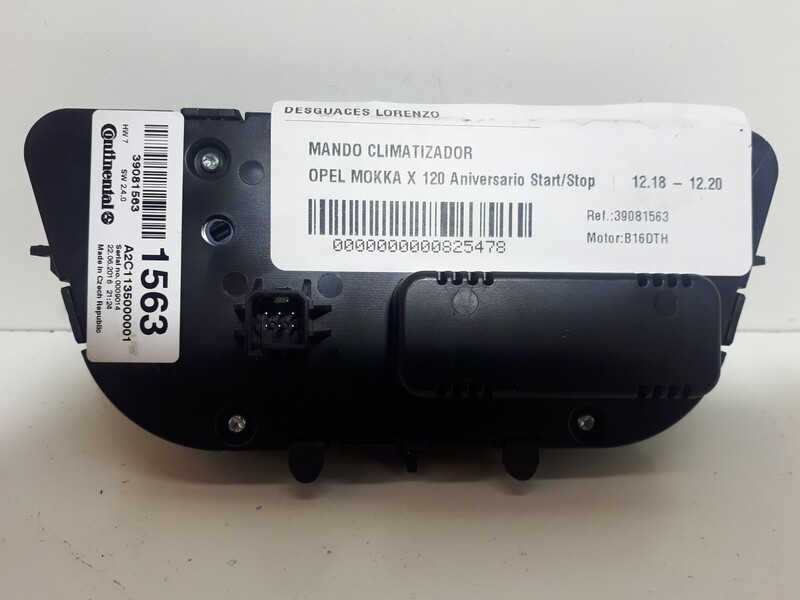 DESGUACES LORENZO
MANDO CLIMATIZADOR
OPEL MOKKA X 120 Aniversario Start/Stop 12.18 - 12.20
Ref.:39081563
0000000000825478
Motor:B16DTH
Continental
HW 7
39081563
SW 2.4.0
1563
A2C1135000001
Serial no.0009014
22.06.2016 21:24
Made in Czech Republic